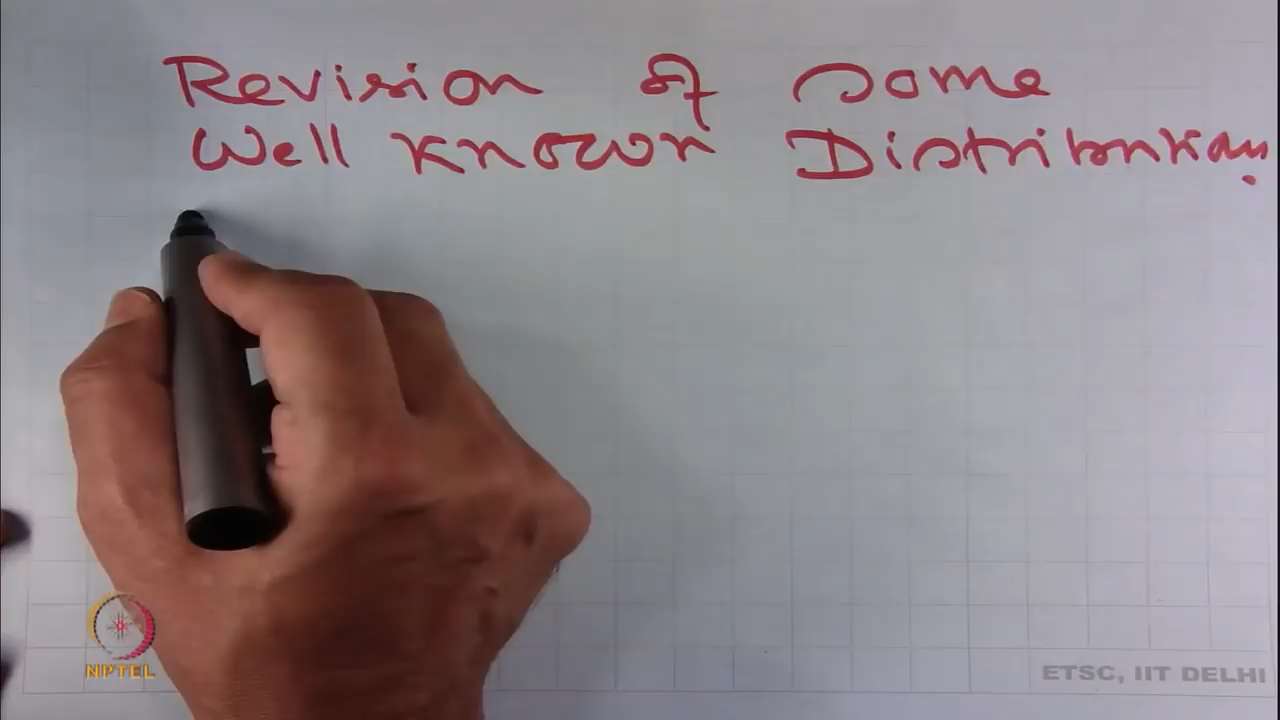 Revision of some
Well known Distributions.
NPTEL
ETSC, IIT DELHI